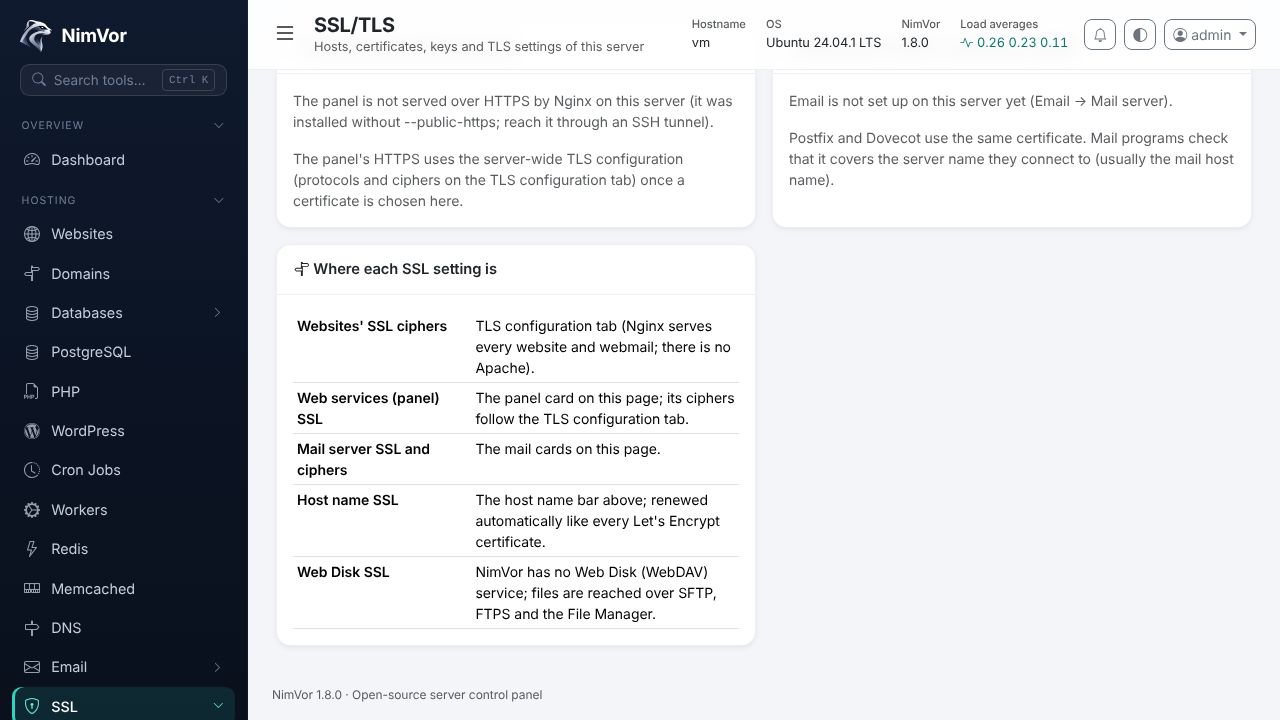 NimVor
Search tools... Ctrl K
OVERVIEW
Dashboard
HOSTING
Websites
Domains
Databases
PostgreSQL
PHP
WordPress
Cron Jobs
Workers
Redis
Memcached
DNS
Email
SSL
SSL/TLS
Hosts, certificates, keys and TLS settings of this server
Hostname
vm
OS
Ubuntu 24.04.1 LTS
NimVor
1.8.0
Load averages
0.26 0.23 0.11
admin
The panel is not served over HTTPS by Nginx on this server (it was
installed without --public-https; reach it through an SSH tunnel).
The panel's HTTPS uses the server-wide TLS configuration
(protocols and ciphers on the TLS configuration tab) once a
certificate is chosen here.
Email is not set up on this server yet (Email → Mail server).
Postfix and Dovecot use the same certificate. Mail programs check
that it covers the server name they connect to (usually the mail host
name).
Where each SSL setting is
Websites' SSL ciphers
TLS configuration tab (Nginx serves
every website and webmail; there is no
Apache).
Web services (panel)
SSL
The panel card on this page; its ciphers
follow the TLS configuration tab.
Mail server SSL and
ciphers
The mail cards on this page.
Host name SSL
The host name bar above; renewed
automatically like every Let's Encrypt
certificate.
Web Disk SSL
NimVor has no Web Disk (WebDAV)
service; files are reached over SFTP,
FTPS and the File Manager.
NimVor 1.8.0 · Open-source server control panel